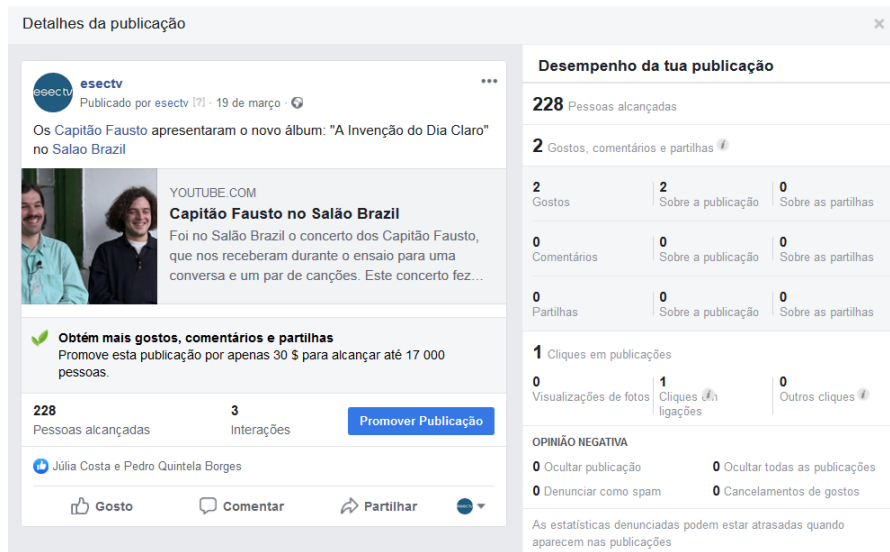 Detalhes da publicação
×
esectv
esectv
Publicado por esectv [?] · 19 de março ·
Os Capitão Fausto apresentaram o novo álbum: "A Invenção do Dia Claro"
no Salao Brazil
YOUTUBE.COM
Capitão Fausto no Salão Brazil
Foi no Salão Brazil o concerto dos Capitão Fausto,
que nos receberam durante o ensaio para uma
conversa e um par de canções. Este concerto fez...
Obtém mais gostos, comentários e partilhas
Promove esta publicação por apenas 30 $ para alcançar até 17 000
pessoas.
228 3
Pessoas alcançadas Interações
Promover Publicação
Júlia Costa e Pedro Quintela Borges
Gosto Comentar Partilhar
Desempenho da tua publicação
228 Pessoas alcançadas
2 Gostos, comentários e partilhas i
2 2 0
Gostos Sobre a publicação Sobre as partilhas
0 0 0
Comentários Sobre a publicação Sobre as partilhas
0 0 0
Partilhas Sobre a publicação Sobre as partilhas
1 Cliques em publicações
0 1 0
Visualizações de fotos Cliques em Outros cliques i
ligações
OPINIÃO NEGATIVA
0 Ocultar publicação 0 Ocultar todas as publicações
0 Denunciar como spam 0 Cancelamentos de gostos
As estatísticas denunciadas podem estar atrasadas quando
aparecem nas publicações